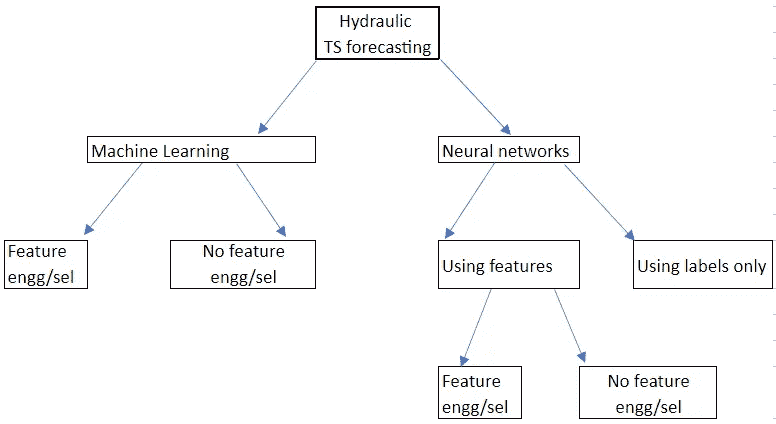 Hydraulic
TS forecasting
Machine Learning
Neural networks
Feature
engg/sel
No feature
engg/sel
Using features
Using labels only
Feature
engg/sel
No feature
engg/sel